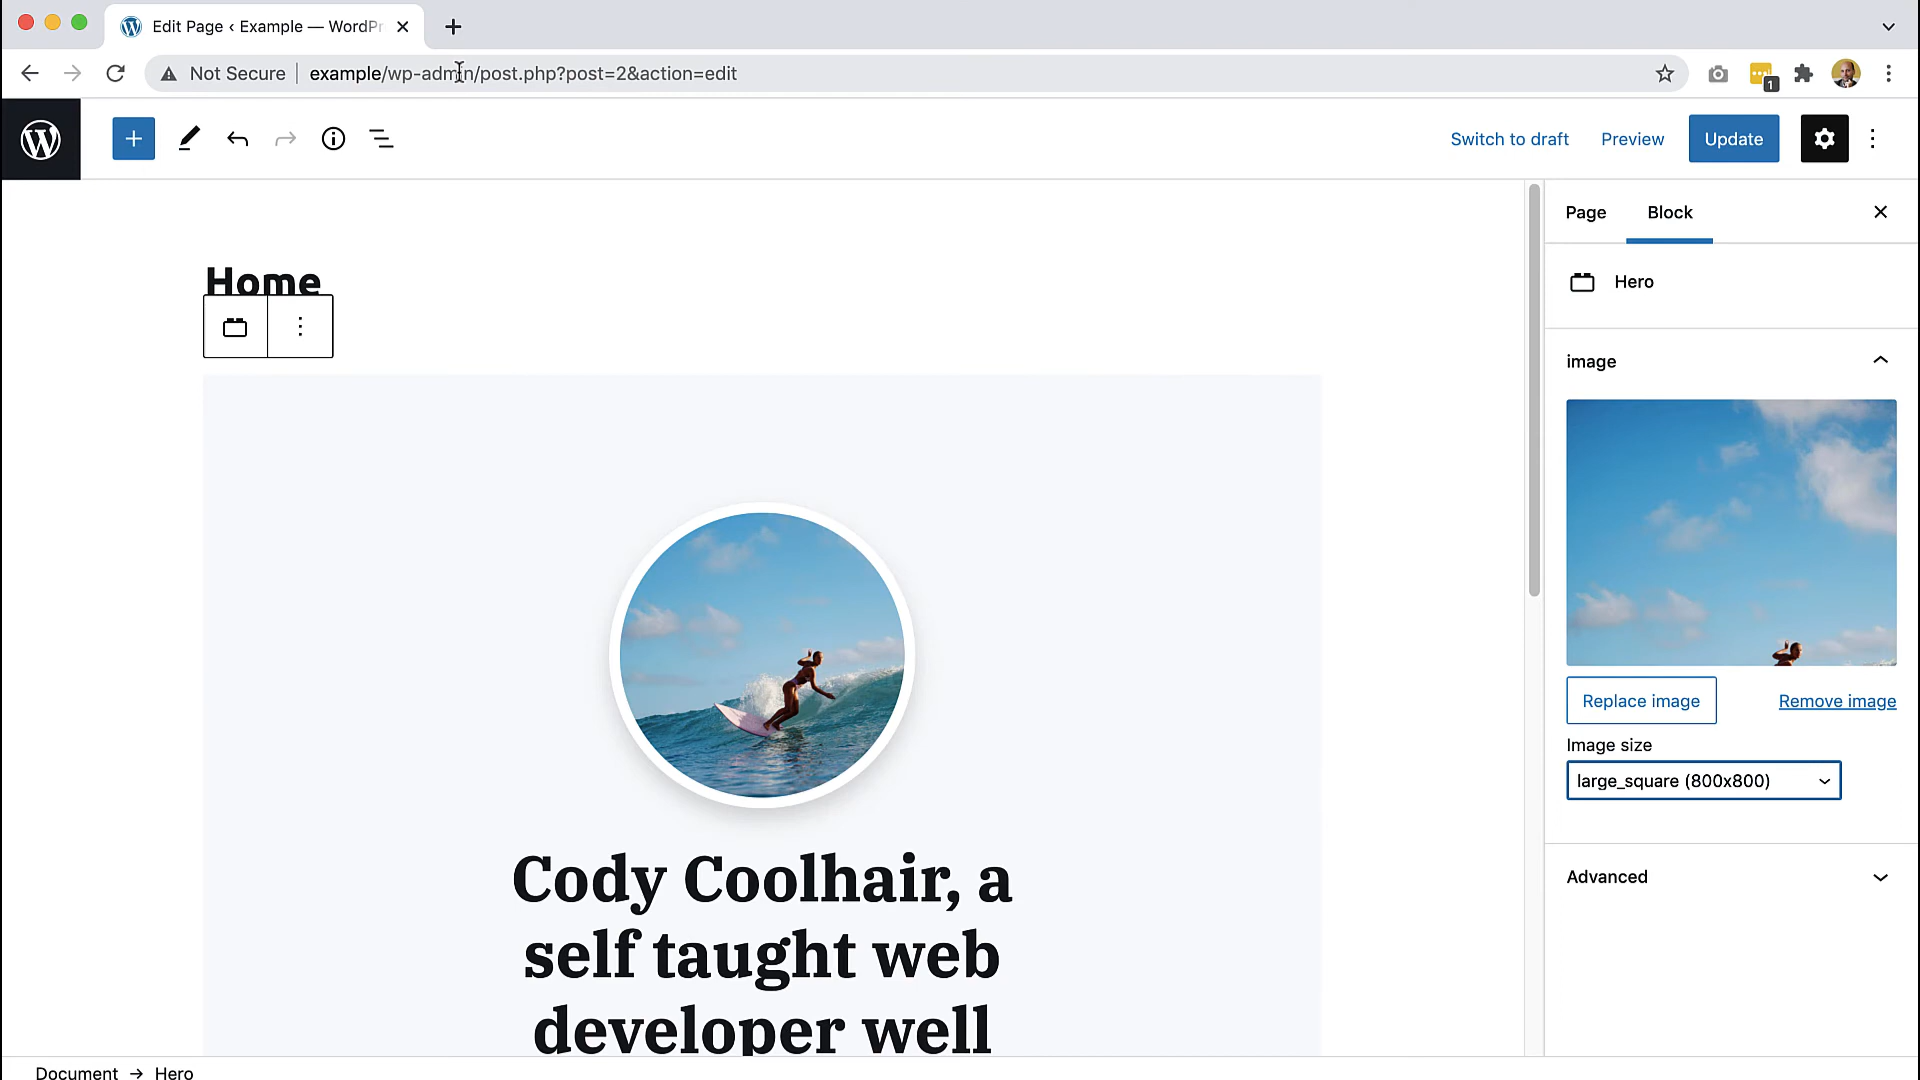 Edit Page ‹ Example — WordPr
Not Secure
example/wp-admin/post.php?post=2&action=edit
1
Switch to draft
Preview
Update
Page
Block
Home
Hero
image
Replace image
Remove image
Image size
large_square (800x800)
Advanced
Cody Coolhair, a
self taught web
developer well
Document → Hero